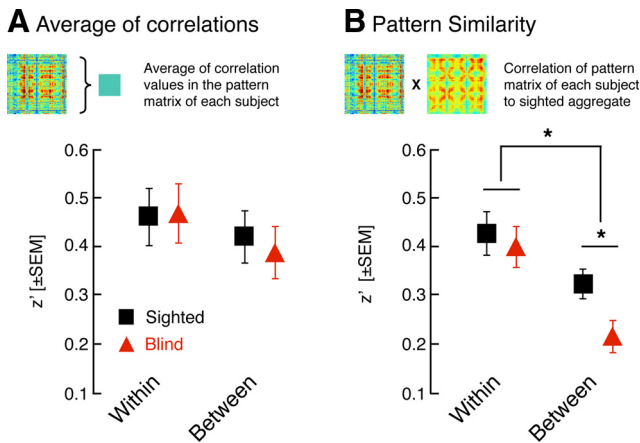 A Average of correlations
Average of correlation
values in the pattern
matrix of each subject
0.6
0.5
0.4
0.3
0.2
0.1
z' [±SEM]
Sighted
Blind
Within
Between
B Pattern Similarity
x
Correlation of pattern
matrix of each subject
to sighted aggregate
0.6
0.5
0.4
0.3
0.2
0.1
z' [±SEM]
*
*
Within
Between